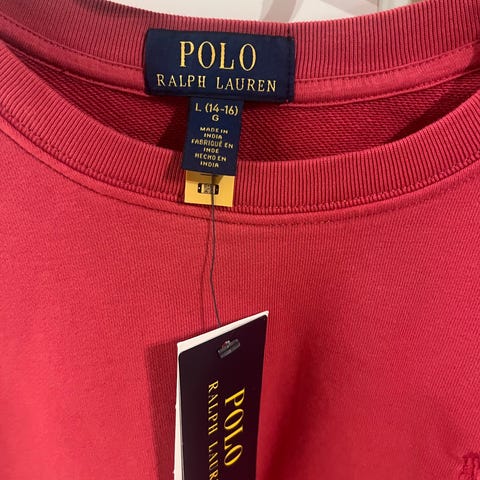 POLO
RALPH LAUREN
L (14-16)
G
MADE IN
INDIA
FABRIQUÉ EN
INDE
HECHO EN
INDIA
POLO
RALPH LAUREN